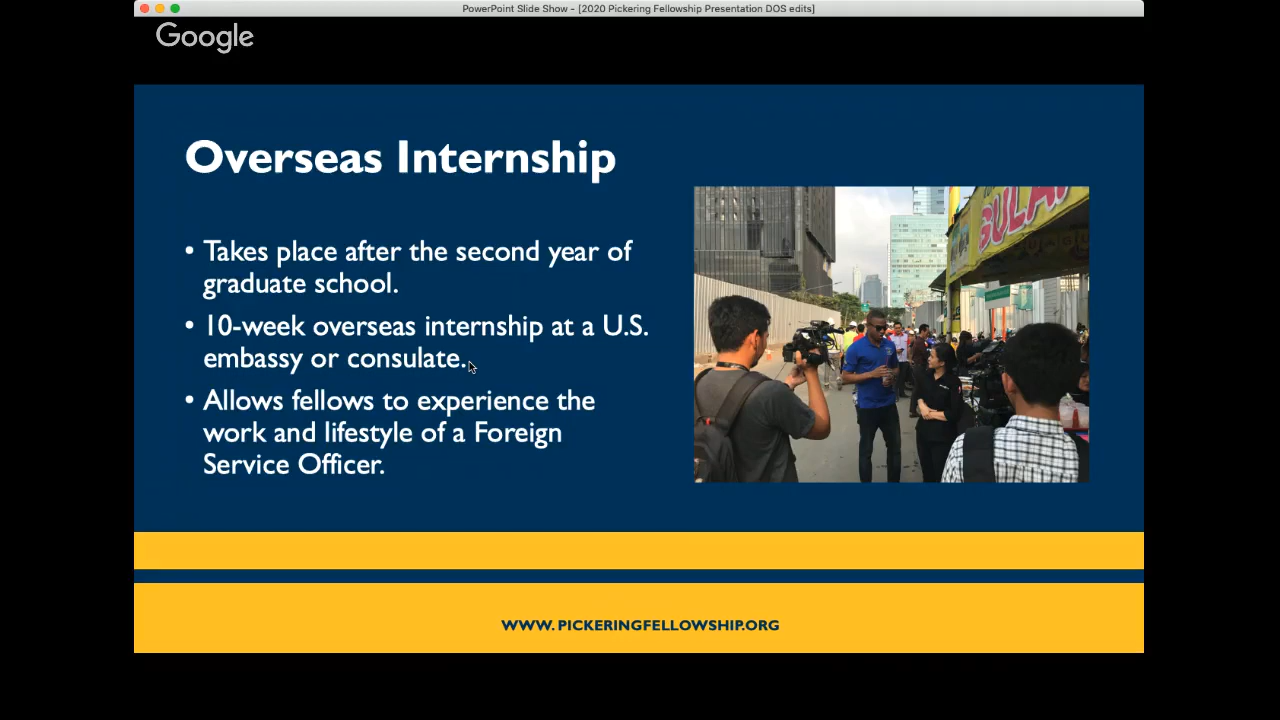 PowerPoint Slide Show - [2020 Pickering Fellowship Presentation DOS edits]
Google
Overseas Internship
• Takes place after the second year of
graduate school.
• 10-week overseas internship at a U.S.
embassy or consulate.
• Allows fellows to experience the
work and lifestyle of a Foreign
Service Officer.
WWW. PICKERINGFELLOWSHIP.ORG